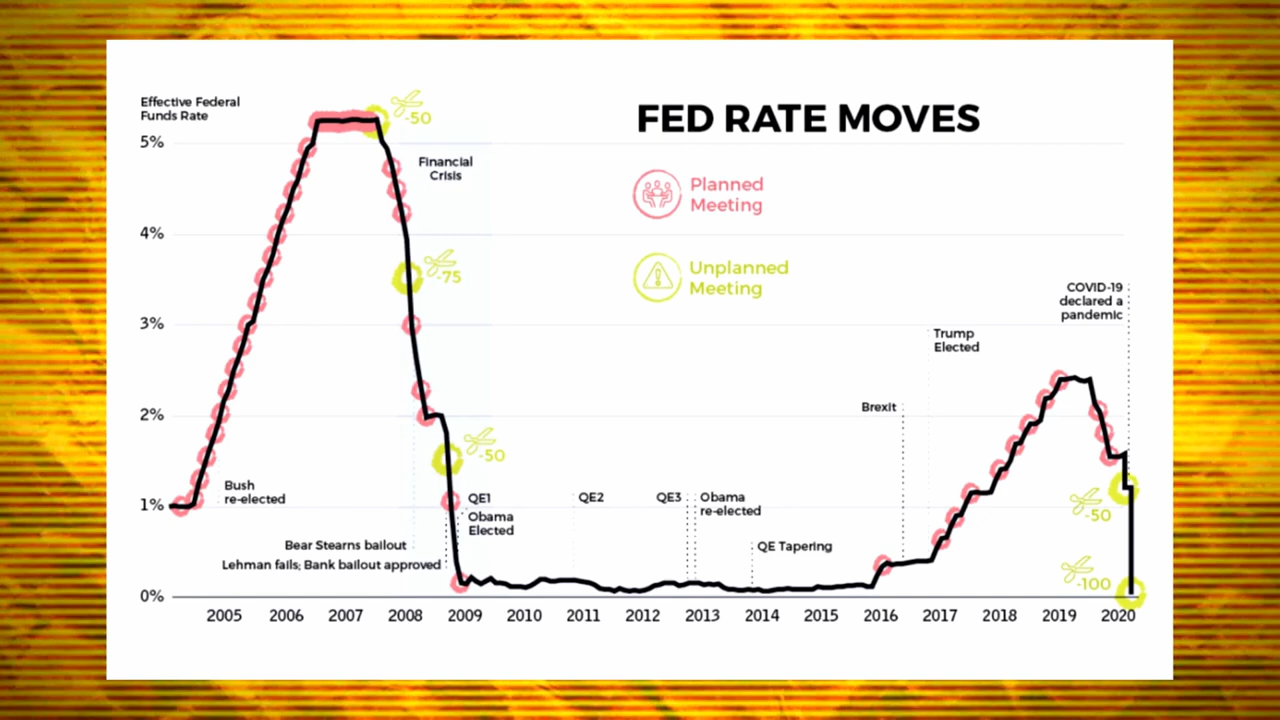 Effective Federal
Funds Rate
FED RATE MOVES
-50
5%
Financial
Crisis
Planned
Meeting
4%
-75
Unplanned
Meeting
COVID-19
declared a
pandemic
3%
Trump
Elected
2%
Brexit
-50
Bush
re-elected
QE1
QE2
QE3
Obama
re-elected
1%
Obama
Elected
-50
Bear Stearns bailout
QE Tapering
Lehman fails; Bank bailout approved
-100
0%
2005 2006 2007 2008 2009 2010 2011 2012 2013 2014 2015 2016 2017 2018 2019 2020